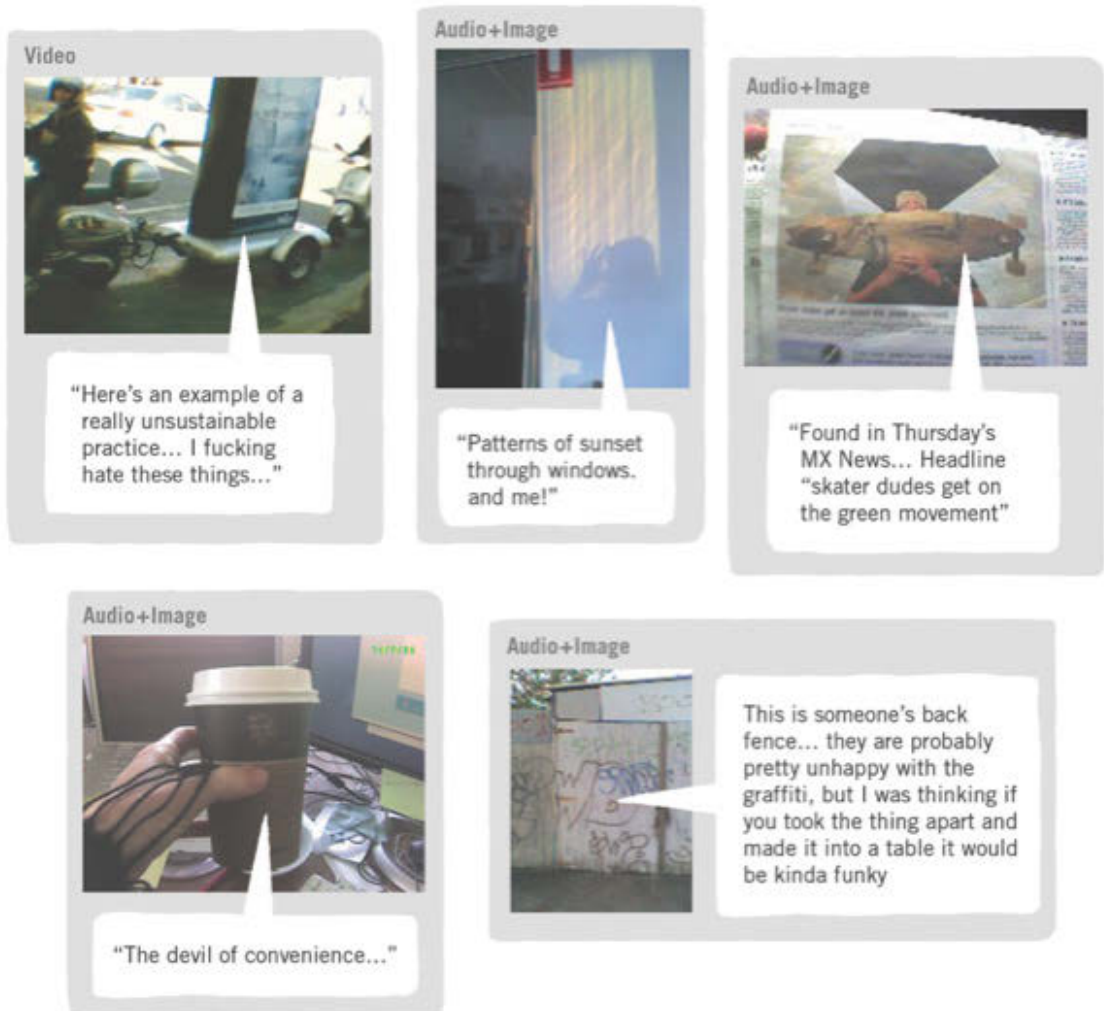 Video
"Here's an example of a
really unsustainable
practice... I fucking
hate these things..."
Audio+Image
"Patterns of sunset
through windows.
and me!"
Audio+Image
"Found in Thursday's
MX News... Headline
"skater dudes get on
the green movement"
Audio+Image
"The devil of convenience..."
Audio+Image
This is someone's back
fence... they are probably
pretty unhappy with the
graffiti, but I was thinking if
you took the thing apart and
made it into a table it would
be kinda funky